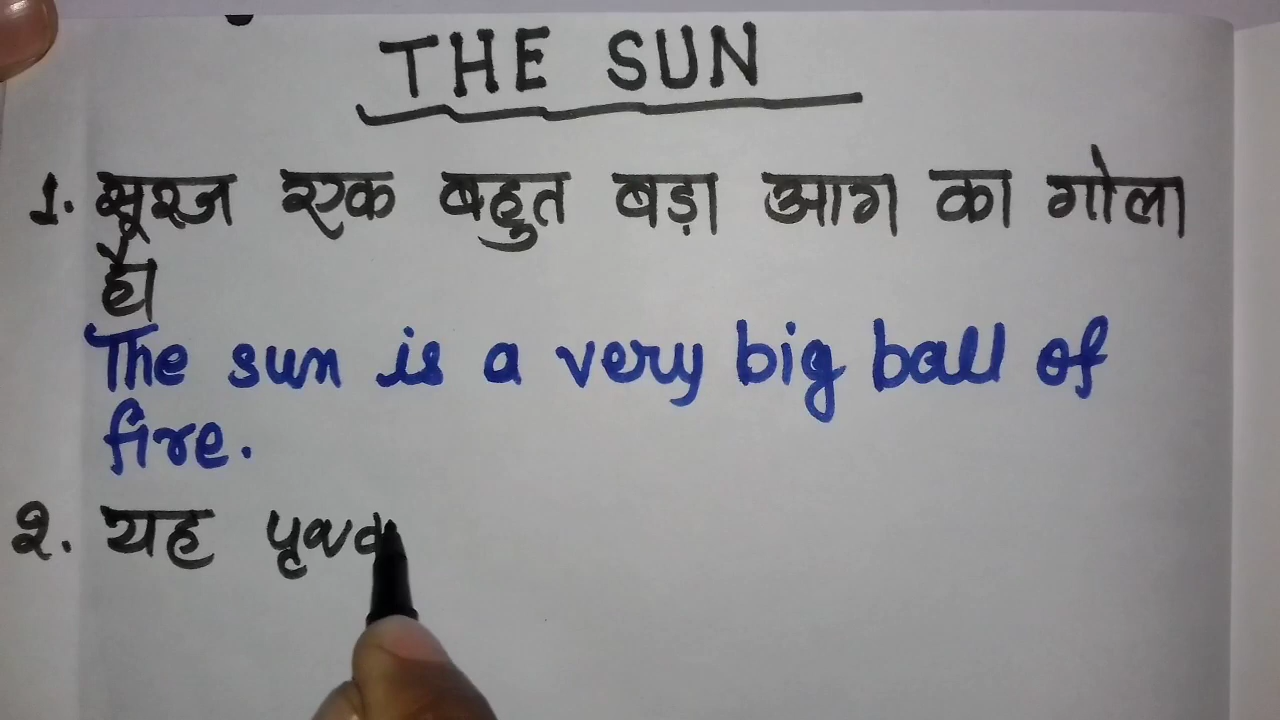 THE SUN
1. सूरज एक बहुत बड़ा आग का गोला
है।
The sun is a very big ball of
fire.
2. यह